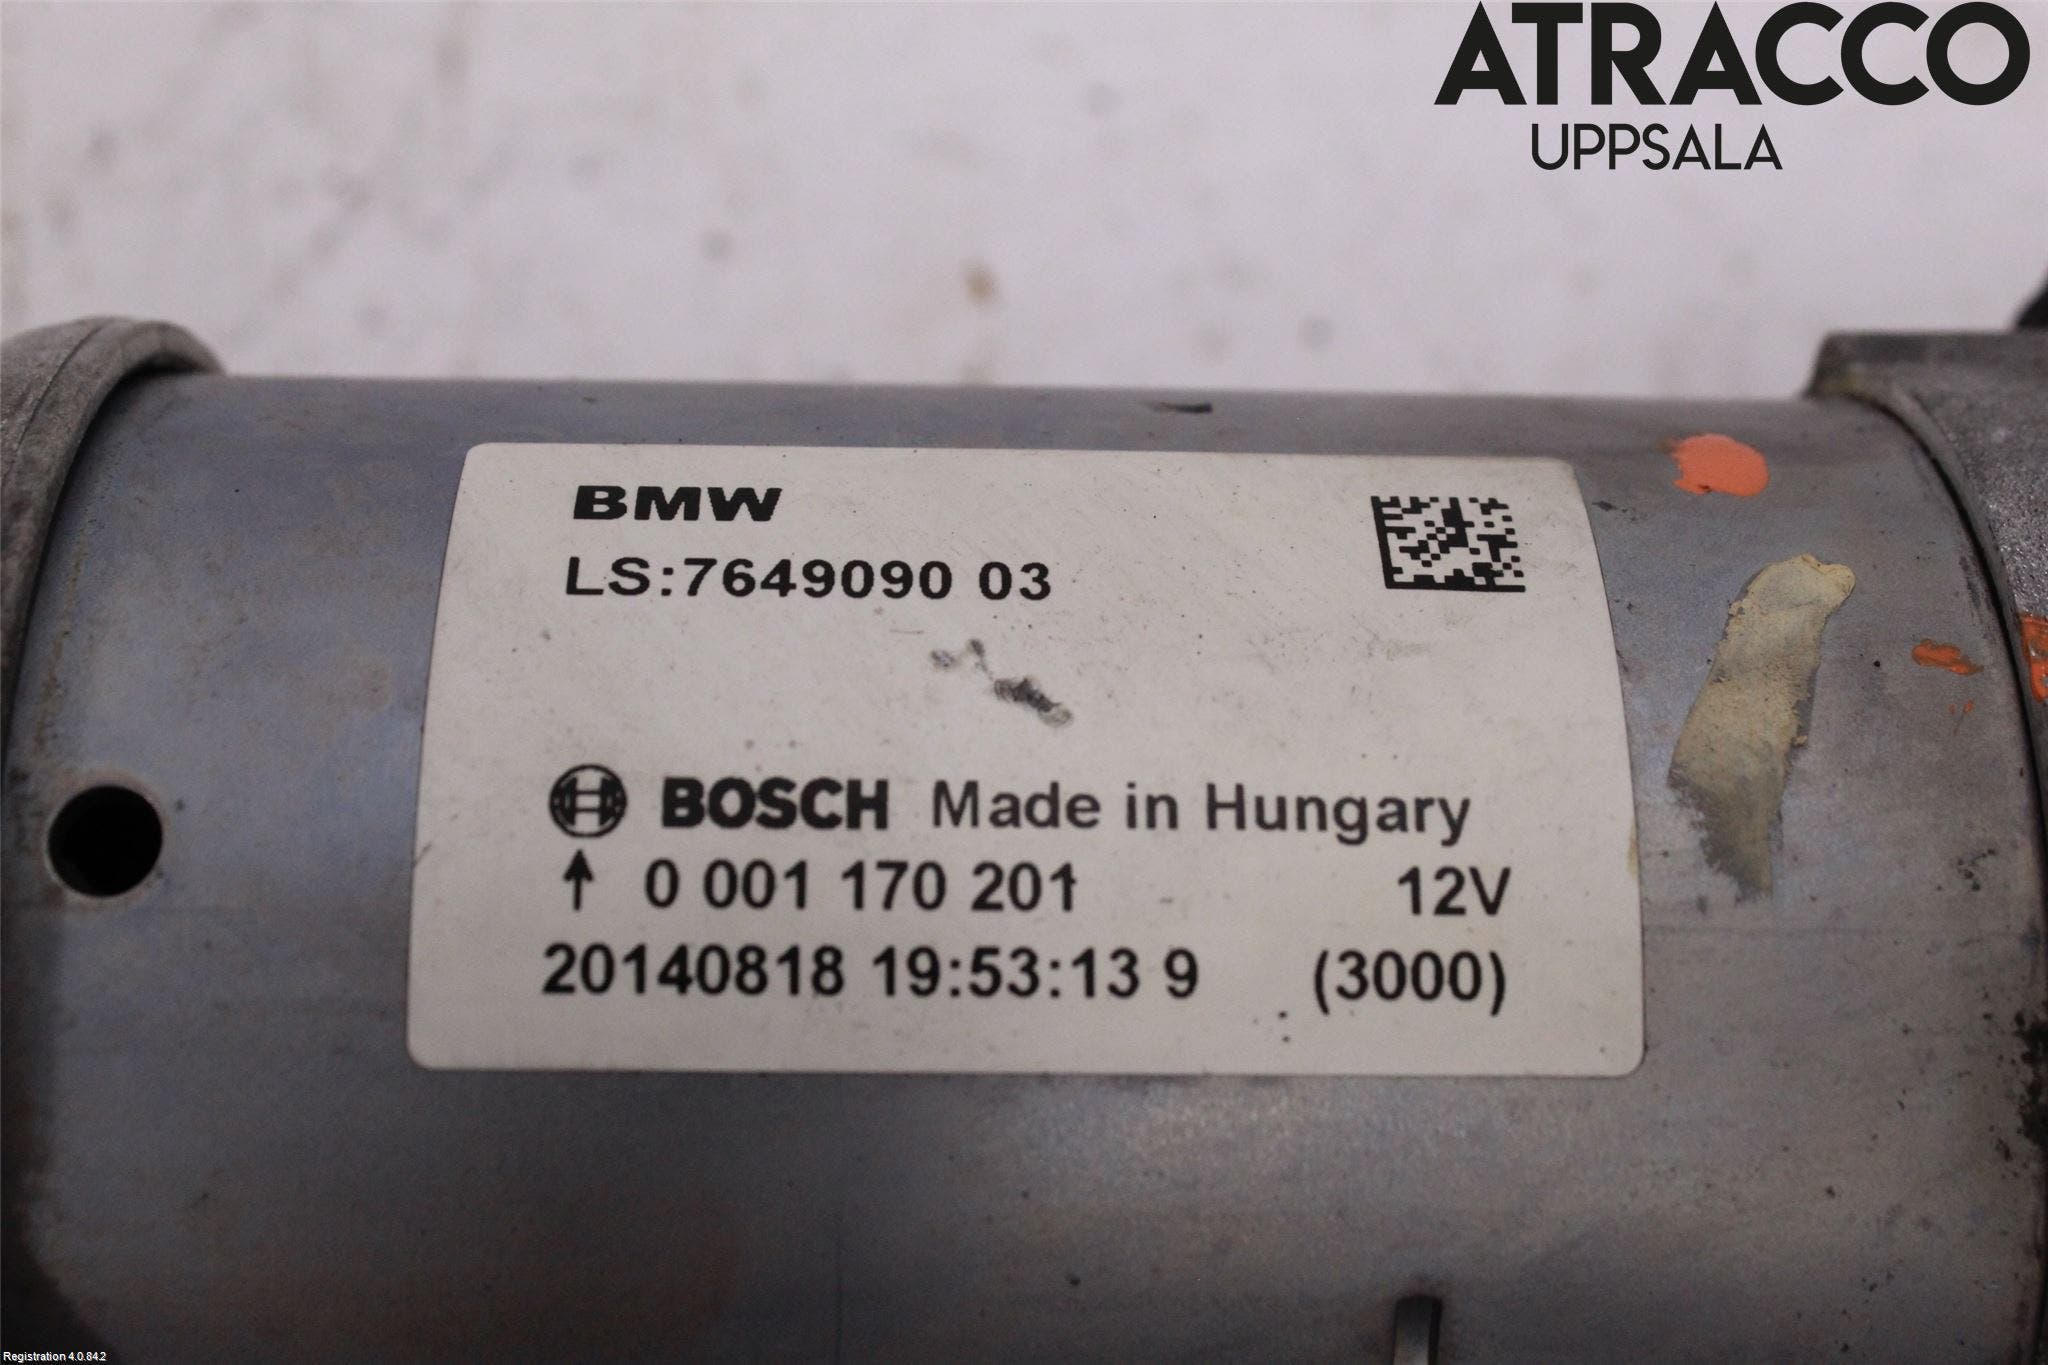 ATRACCO
UPPSALA
BMW
LS:7649090 03
BOSCH Made in Hungary
↑ 0 001 170 201 12V
20140818 19:53:13 9 (3000)
Registration 4.0.84.2